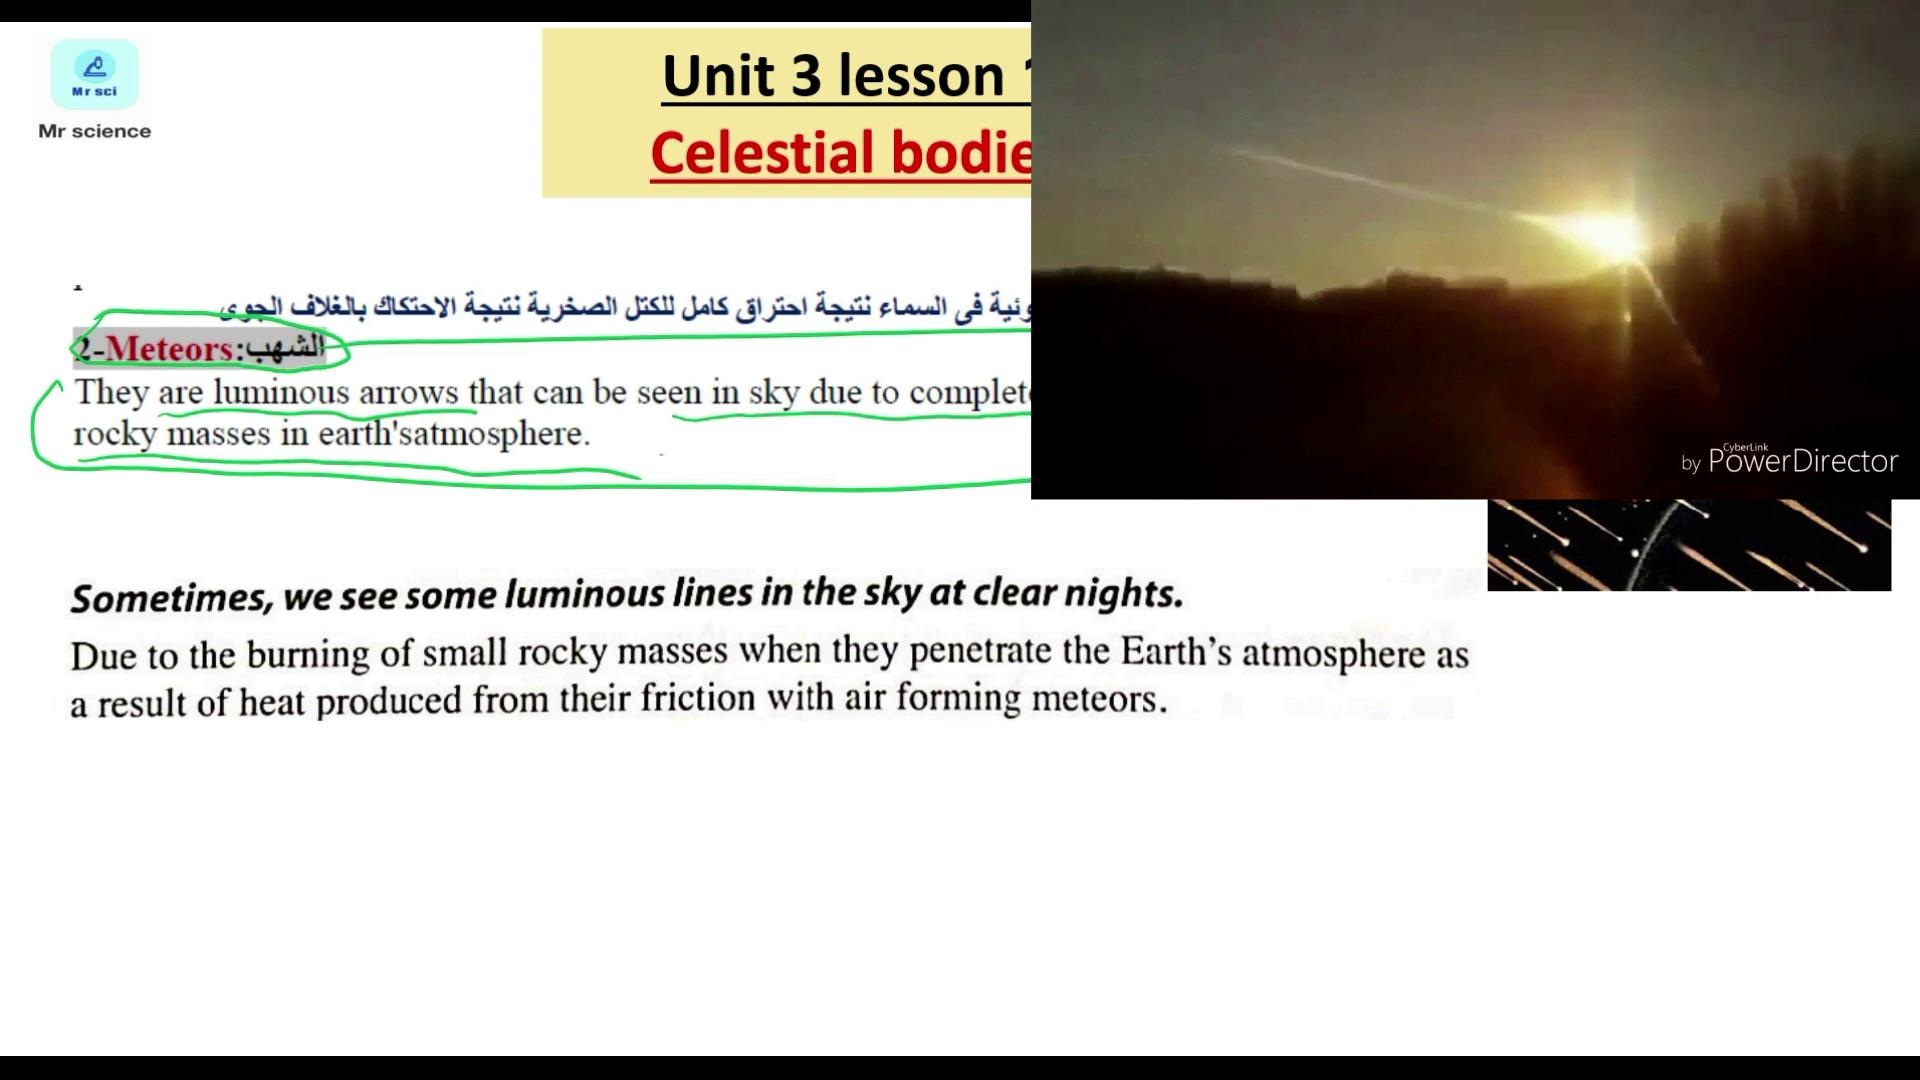 Mr sci
Mr science
Unit 3 lesson
Celestial bodie
فى السماء نتيجة احتراق كامل للكتل الصخرية نتيجة الاحتكاك بالغلاف الجوى
2-Meteors:الشهب
They are luminous arrows that can be seen in sky due to complet
rocky masses in earth'satmosphere.
CyberLink
by PowerDirector
Sometimes, we see some luminous lines in the sky at clear nights.
Due to the burning of small rocky masses when they penetrate the Earth's atmosphere as
a result of heat produced from their friction with air forming meteors.